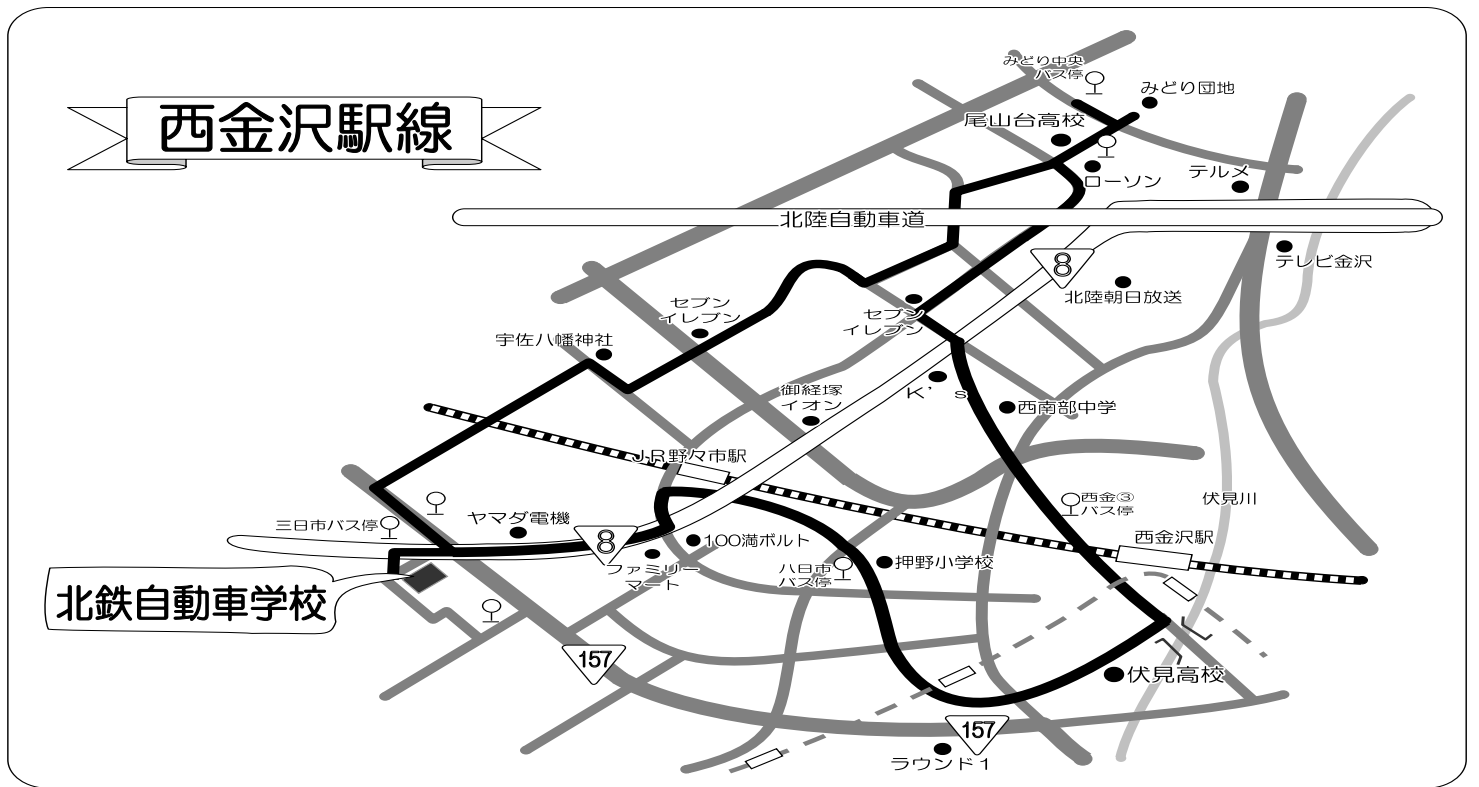 西金沢駅線
みどり中央
バス停
みどり団地
尾山台高校
ローソン
テルメ
北陸自動車道
8
テレビ金沢
北陸朝日放送
セブン
イレブン
セブン
イレブン
宇佐八幡神社
K’s
御経塚
イオン
西南部中学
JR野々市駅
西金③
バス停
伏見川
三日市バス停
ヤマダ電機
8
100満ボルト
西金沢駅
ファミリー
マート
八日市
バス停
押野小学校
北鉄自動車学校
157
伏見高校
157
ラウンド1